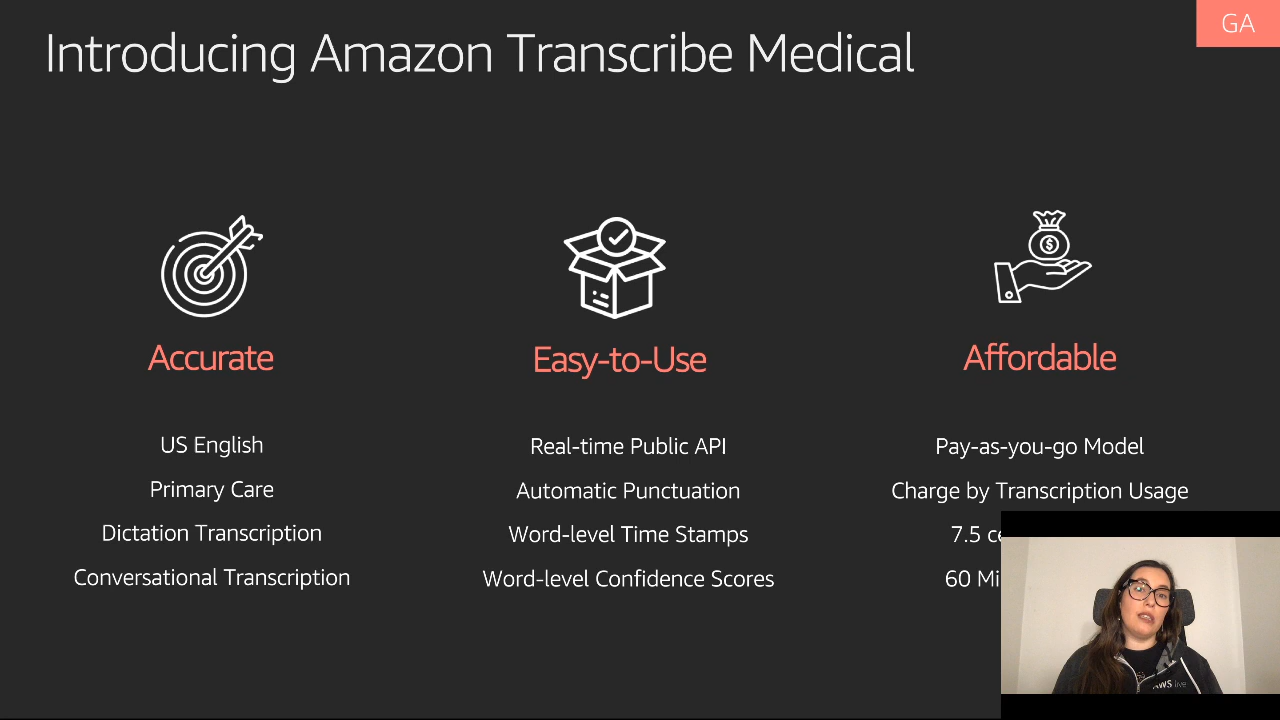 Introducing Amazon Transcribe Medical
GA
Accurate
US English
Primary Care
Dictation Transcription
Conversational Transcription
Easy-to-Use
Real-time Public API
Automatic Punctuation
Word-level Time Stamps
Word-level Confidence Scores
Affordable
Pay-as-you-go Model
Charge by Transcription Usage
7.5
60
live